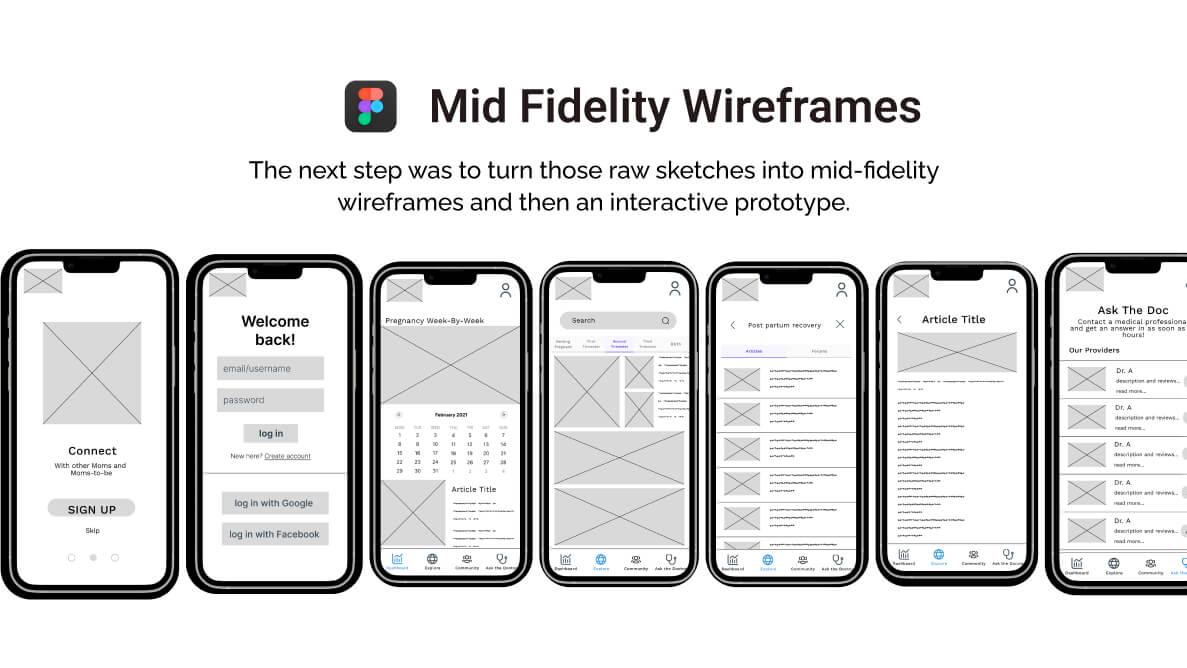 Mid Fidelity Wireframes
The next step was to turn those raw sketches into mid-fidelity
wireframes and then an interactive prototype.
Connect
With other Moms and
Moms-to-be
SIGN UP
Skip
Welcome
back!
email/username
password
log in
New here? Create account
log in with Google
log in with Facebook
Pregnancy Week-By-Week
February 2021
MON TUE WED THU FRI SAT SUN
1 2 3 4 5 6 7
8 9 10 11 12 13 14
15 16 17 18 19 20 21
22 23 24 25 26 27 28
29 30 31 1 2 3 4
Article Title
Dashboard Explore Community Ask the Doctor
Search
Getting Pregnant
First Trimester
Second Trimester
Third Trimester
Dashboard Explore Community Ask the Doctor
Post partum recovery
Articles Forums
Dashboard Explore Community Ask the Doctor
Article Title
Dashboard Explore Community Ask the Doctor
Ask The Doc
Contact a medical professiona
and get an answer in as soon as
hours!
Our Providers
Dr. A
description and reviews...
read more...
Dr. A
description and reviews...
read more...
Dr. A
description and reviews...
read more...
Dr. A
description and reviews...
read more...
Dr. A
description and reviews...
read more...
Dashboard Explore Community Ask The